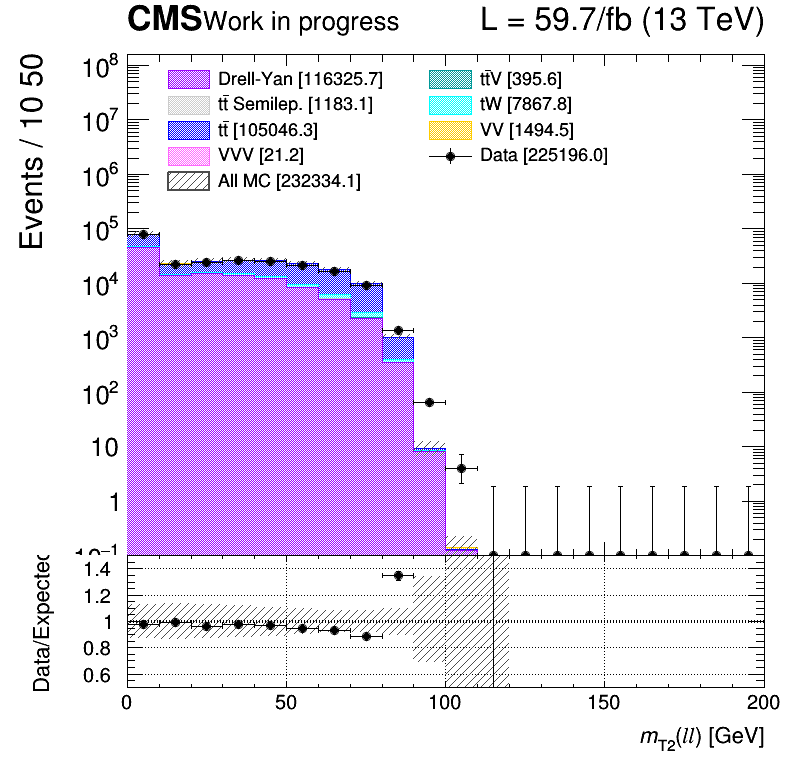 CMS Work in progress L = 59.7/fb (13 TeV)
Events / 10 50
10⁸
10⁷
10⁶
10⁵
10⁴
10³
10²
10
1
10⁻¹
Drell-Yan [116325.7]
tt̄ Semilep. [1183.1]
tt̄ [105046.3]
VVV [21.2]
All MC [232334.1]
tt̄V [395.6]
tW [7867.8]
VV [1494.5]
Data [225196.0]
Data/Expected
1.4
1.2
1
0.8
0.6
0 50 100 150 200
m_T2(ll) [GeV]